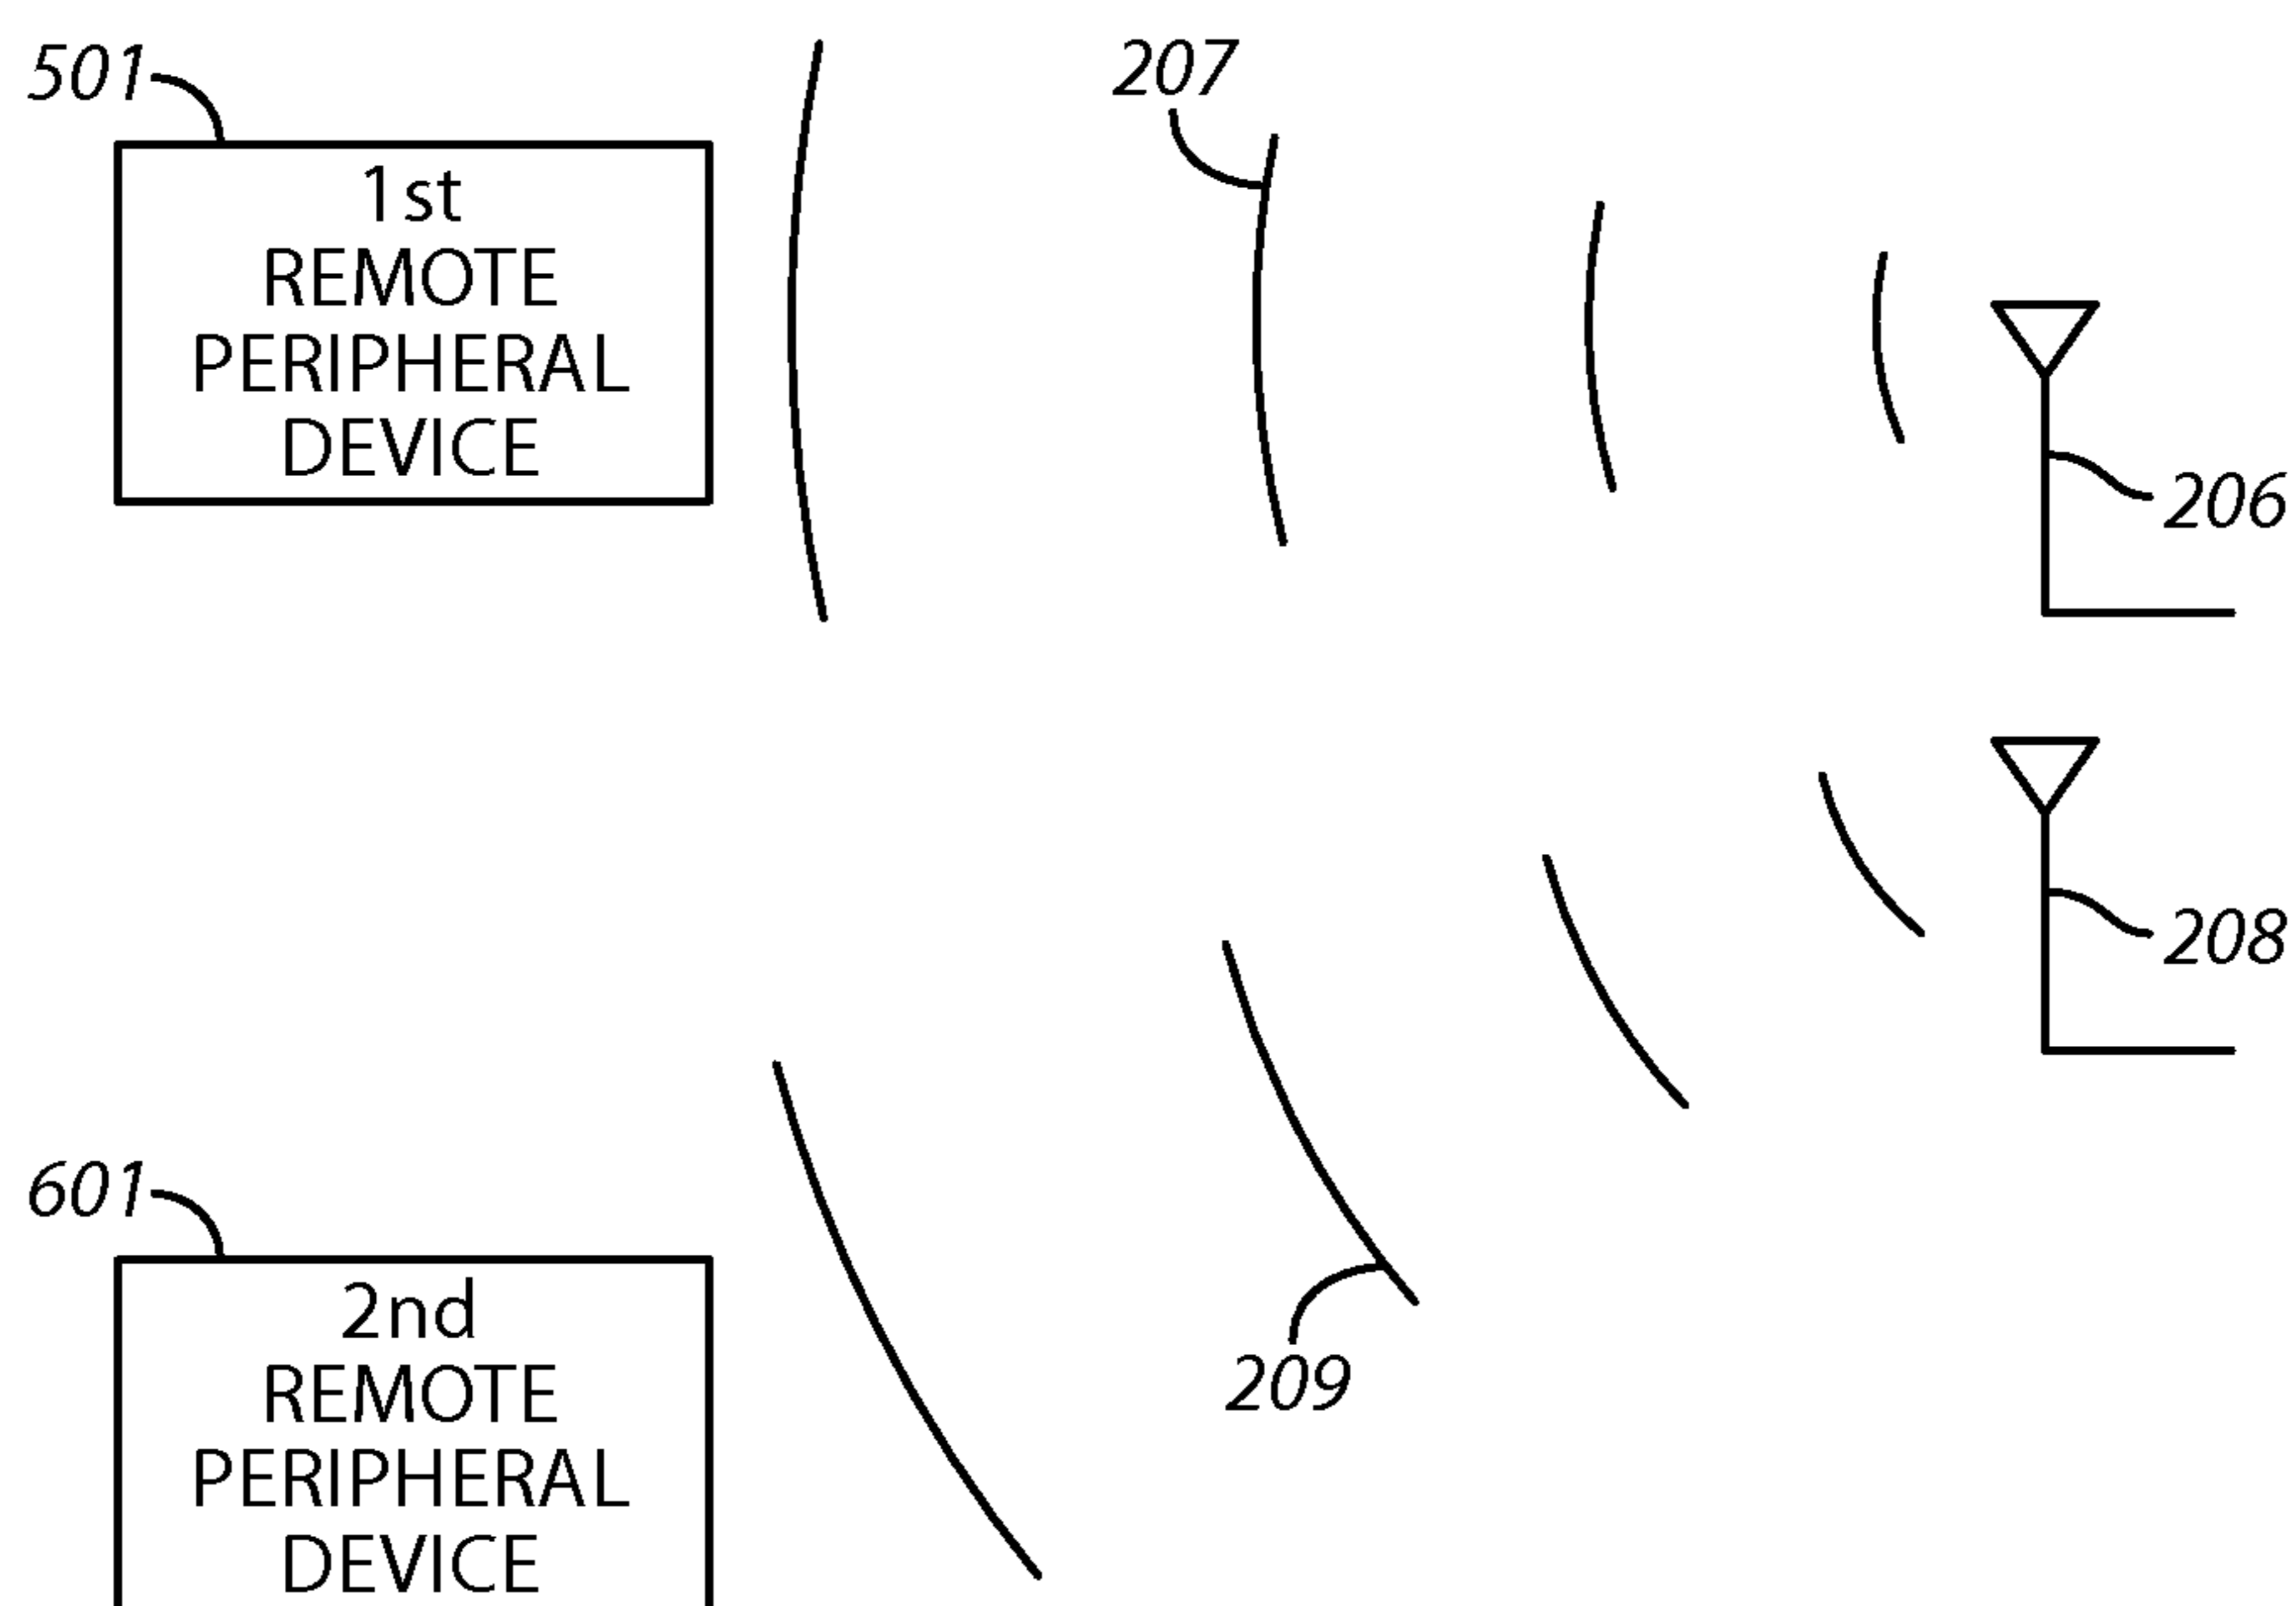 501
207
1st
REMOTE
PERIPHERAL
DEVICE
206
208
601
2nd
REMOTE
PERIPHERAL
DEVICE
209